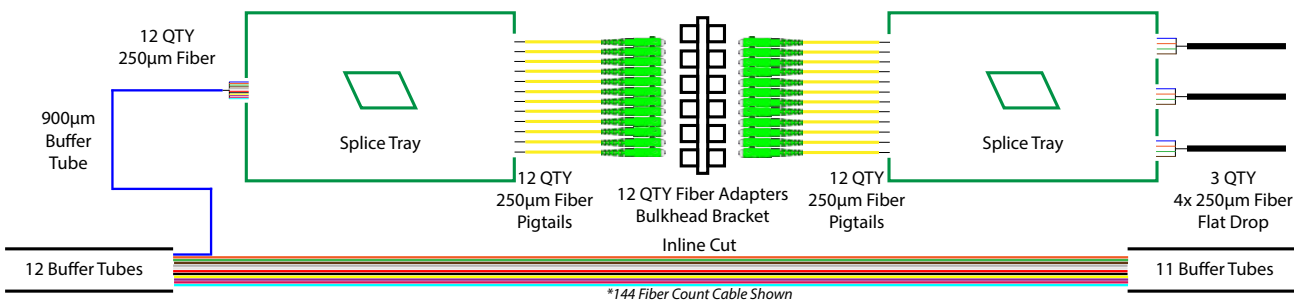 12 QTY
250µm Fiber
900µm
Buffer
Tube
Splice Tray
12 QTY
250µm Fiber
Pigtails
12 QTY Fiber Adapters
Bulkhead Bracket
12 QTY
250µm Fiber
Pigtails
Splice Tray
3 QTY
4x 250µm Fiber
Flat Drop
Inline Cut
12 Buffer Tubes
11 Buffer Tubes
*144 Fiber Count Cable Shown